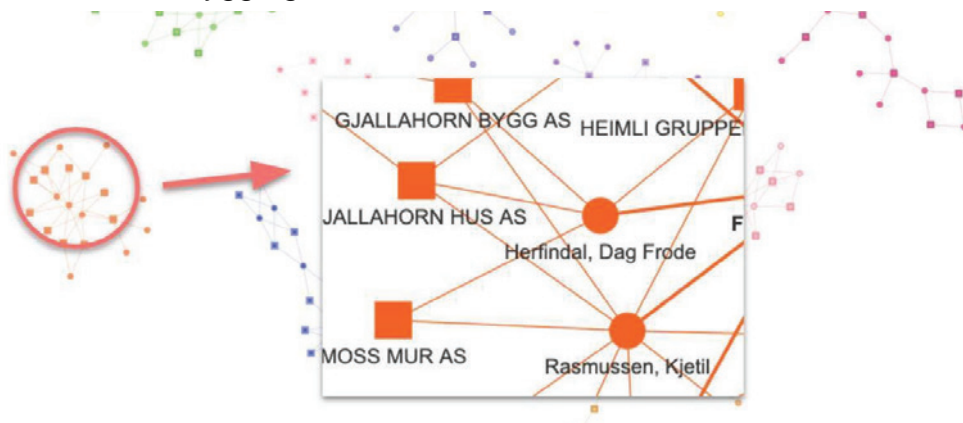 GJALLAHORN BYGG AS
HEIMLI GRUPPE
JALLAHORN HUS AS
F
Herfindal, Dag Frode
MOSS MUR AS
Rasmussen, Kjetil